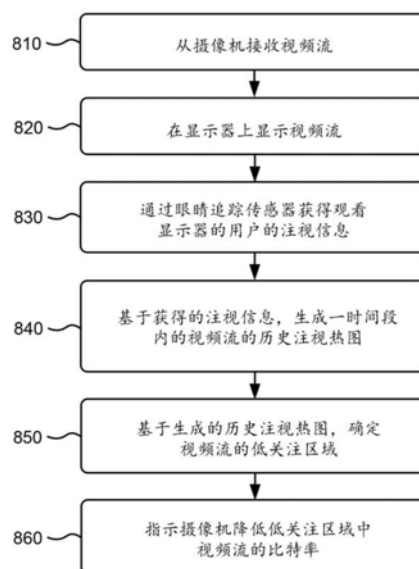 810
从摄像机接收视频流
820
在显示器上显示视频流
830
通过眼睛追踪传感器获得观看
显示器的用户的注视信息
840
基于获得的注视信息，生成一时间段
内的视频流的历史注视热图
850
基于生成的历史注视热图，确定
视频流的低关注区域
860
指示摄像机降低低关注区域中
视频流的比特率